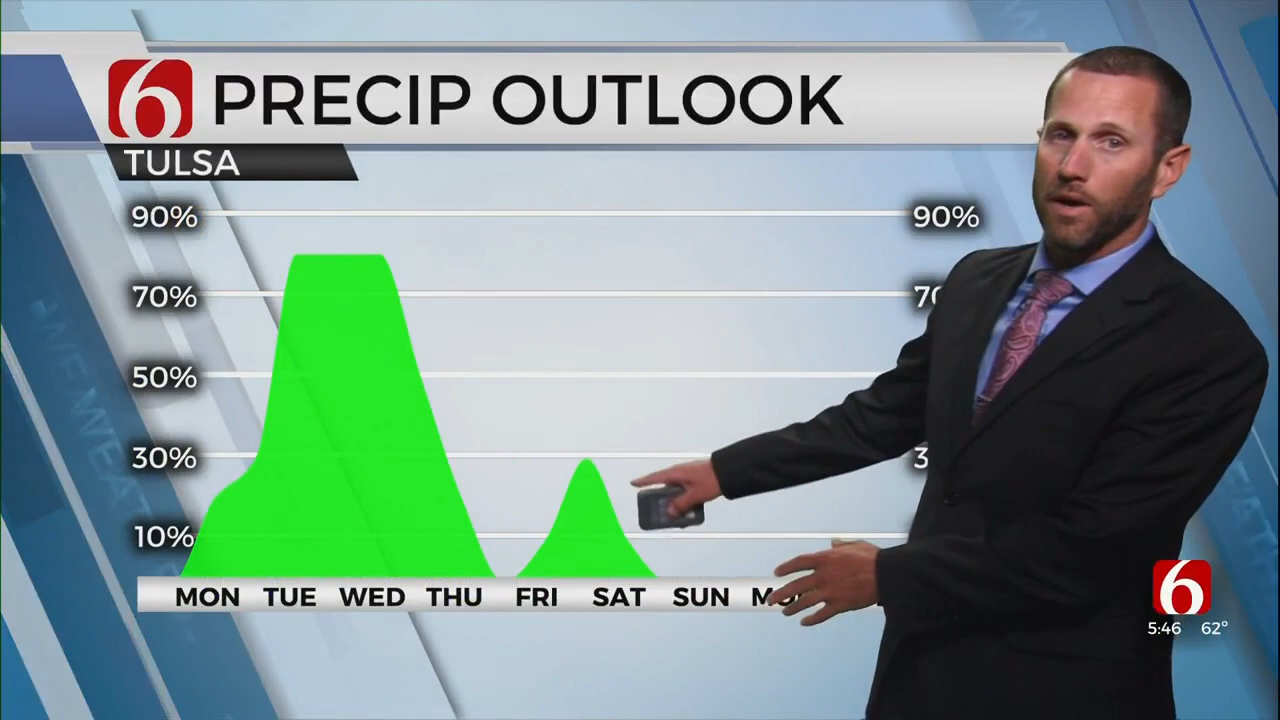 6 PRECIP OUTLOOK
TULSA
90% 90%
70%
50%
30%
10%
MON TUE WED THU FRI SAT SUN
6
5:46 62°